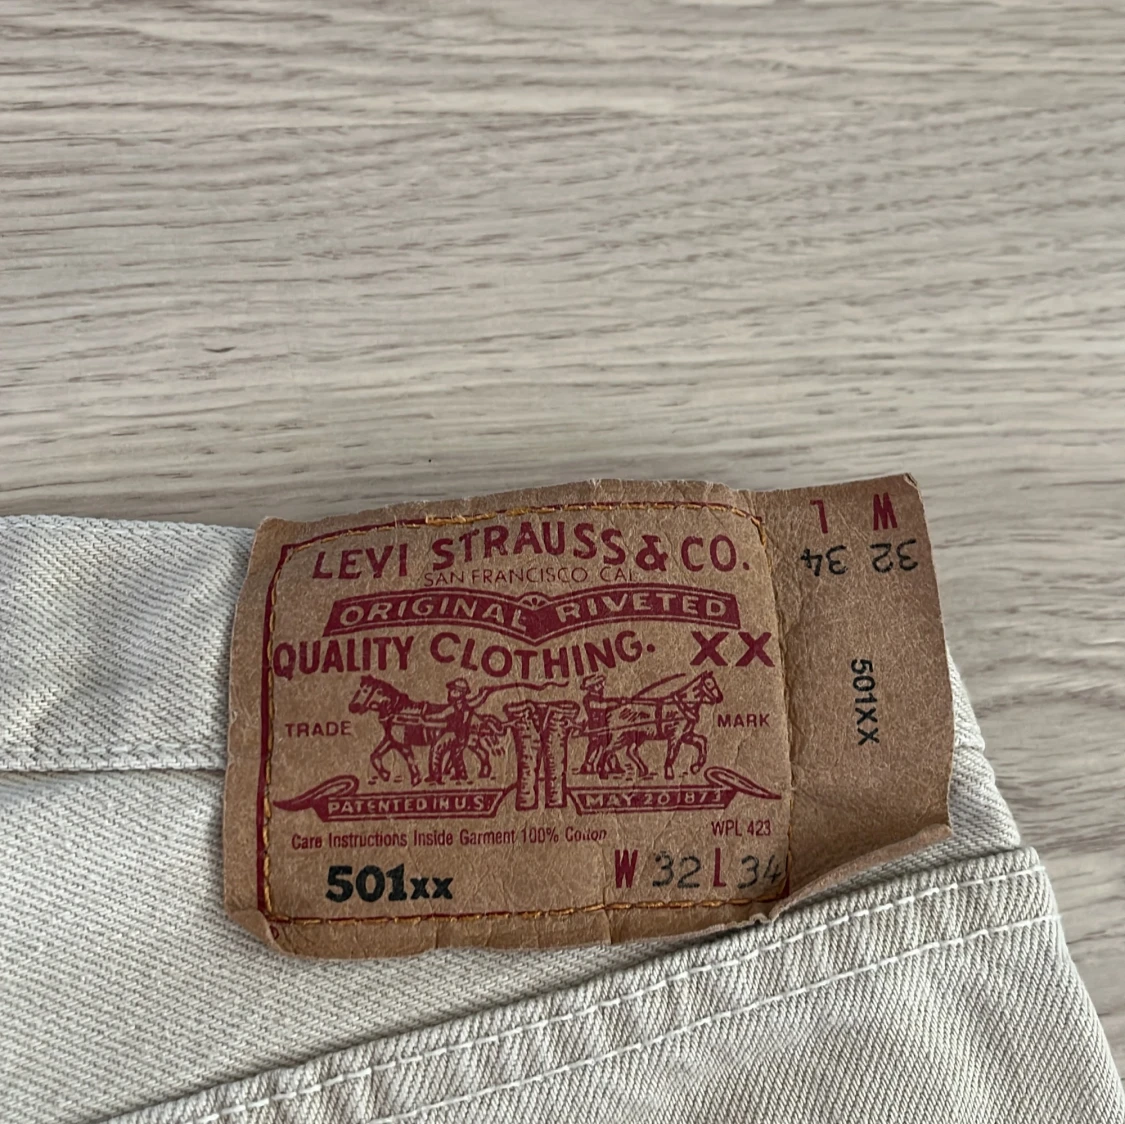 LEVI STRAUSS & CO.
SAN FRANCISCO CAL
ORIGINAL RIVETED
QUALITY CLOTHING. XX
TRADE MARK
PATENTED IN U.S. MAY 20 1873
Care Instructions Inside Garment 100% Cotton WPL 423
501xx W 32 L 34
W L
32 34
501XX